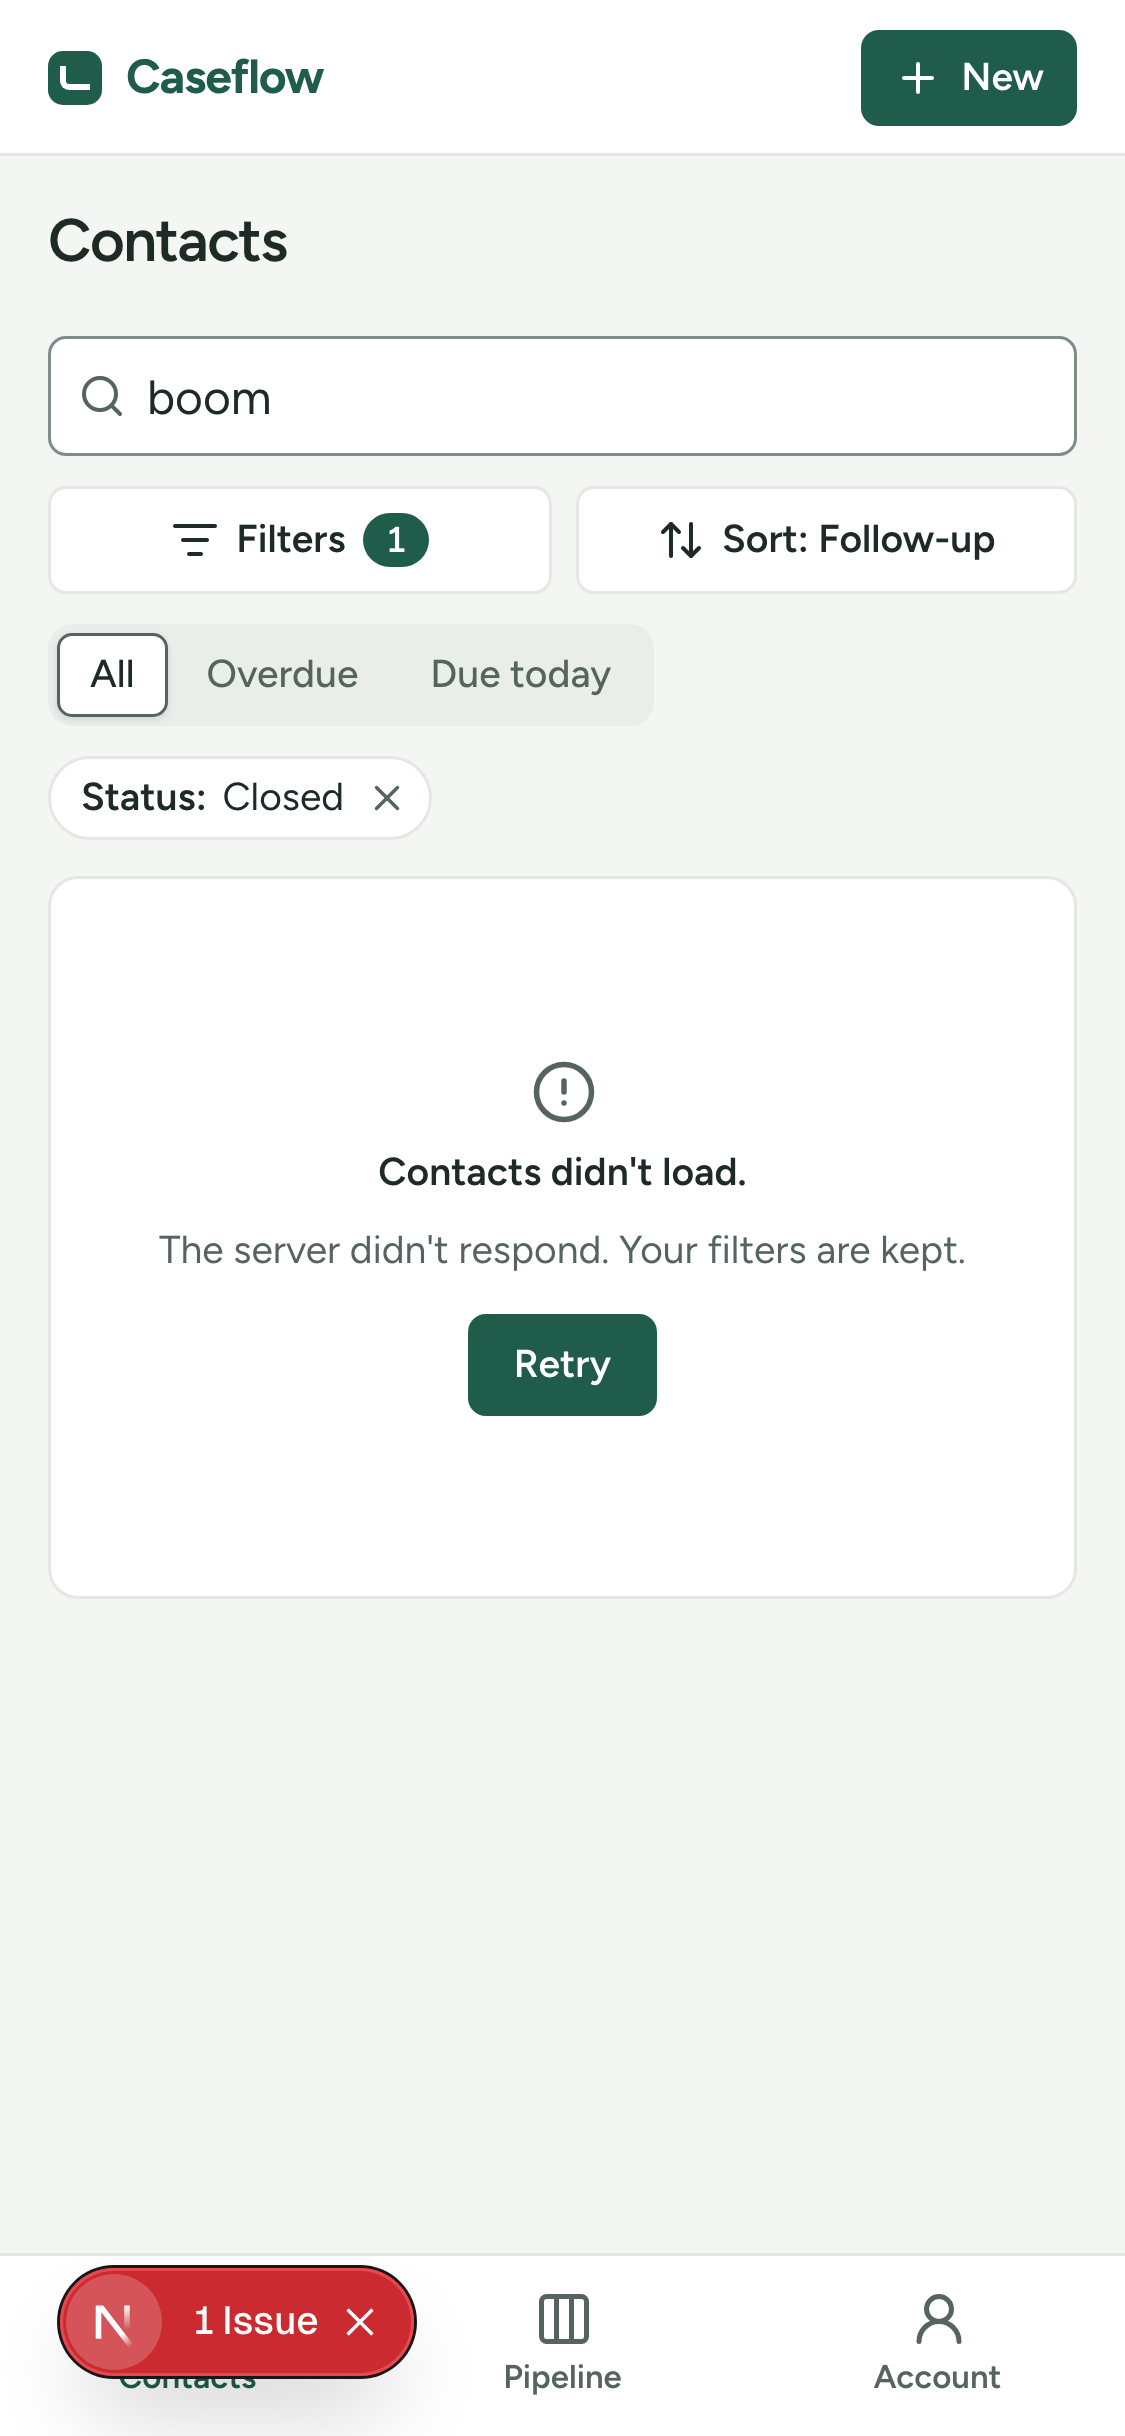 Caseflow
New
Contacts
boom
Filters 1
Sort: Follow-up
All
Overdue
Due today
Status: Closed
Contacts didn't load.
The server didn't respond. Your filters are kept.
Retry
N 1 Issue
Contacts
Pipeline
Account